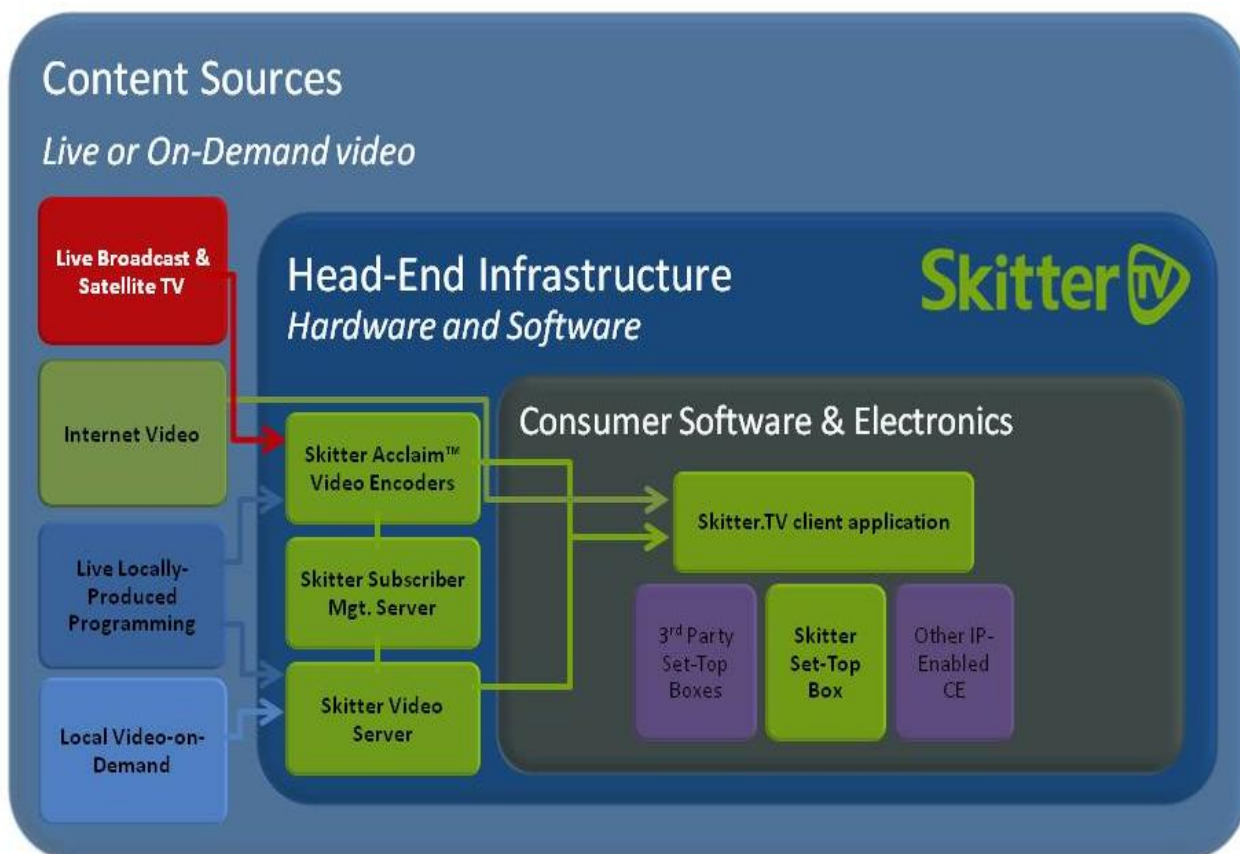 Content Sources
Live or On-Demand video
Live Broadcast &
Satellite TV
Internet Video
Live Locally-
Produced
Programming
Local Video-on-
Demand
Head-End Infrastructure
Hardware and Software
Skitter TV
Skitter Acclaim™
Video Encoders
Skitter Subscriber
Mgt. Server
Skitter Video
Server
Consumer Software & Electronics
Skitter.TV client application
3rd Party
Set-Top
Boxes
Skitter
Set-Top
Box
Other IP-
Enabled
CE